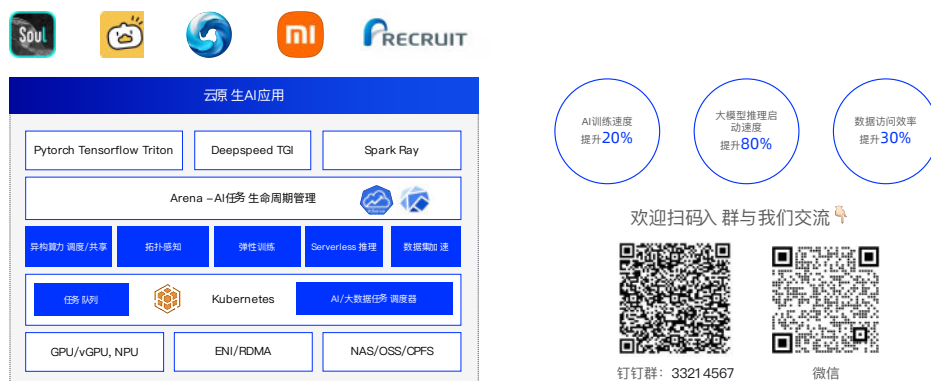 Soul
RECRUIT
云原生AI应用
Pytorch Tensorflow Triton
Deepspeed TGI
Spark Ray
Arena – AI任务生命周期管理
异构算力调度/共享
拓扑感知
弹性训练
Serverless 推理
数据集加速
任务队列
Kubernetes
AI/大数据任务调度器
GPU/vGPU, NPU
ENI/RDMA
NAS/OSS/CPFS
AI训练速度
提升20%
大模型推理启
动速度
提升80%
数据访问效率
提升30%
欢迎扫码入群与我们交流👇🏻
钉钉群：33214567
微信